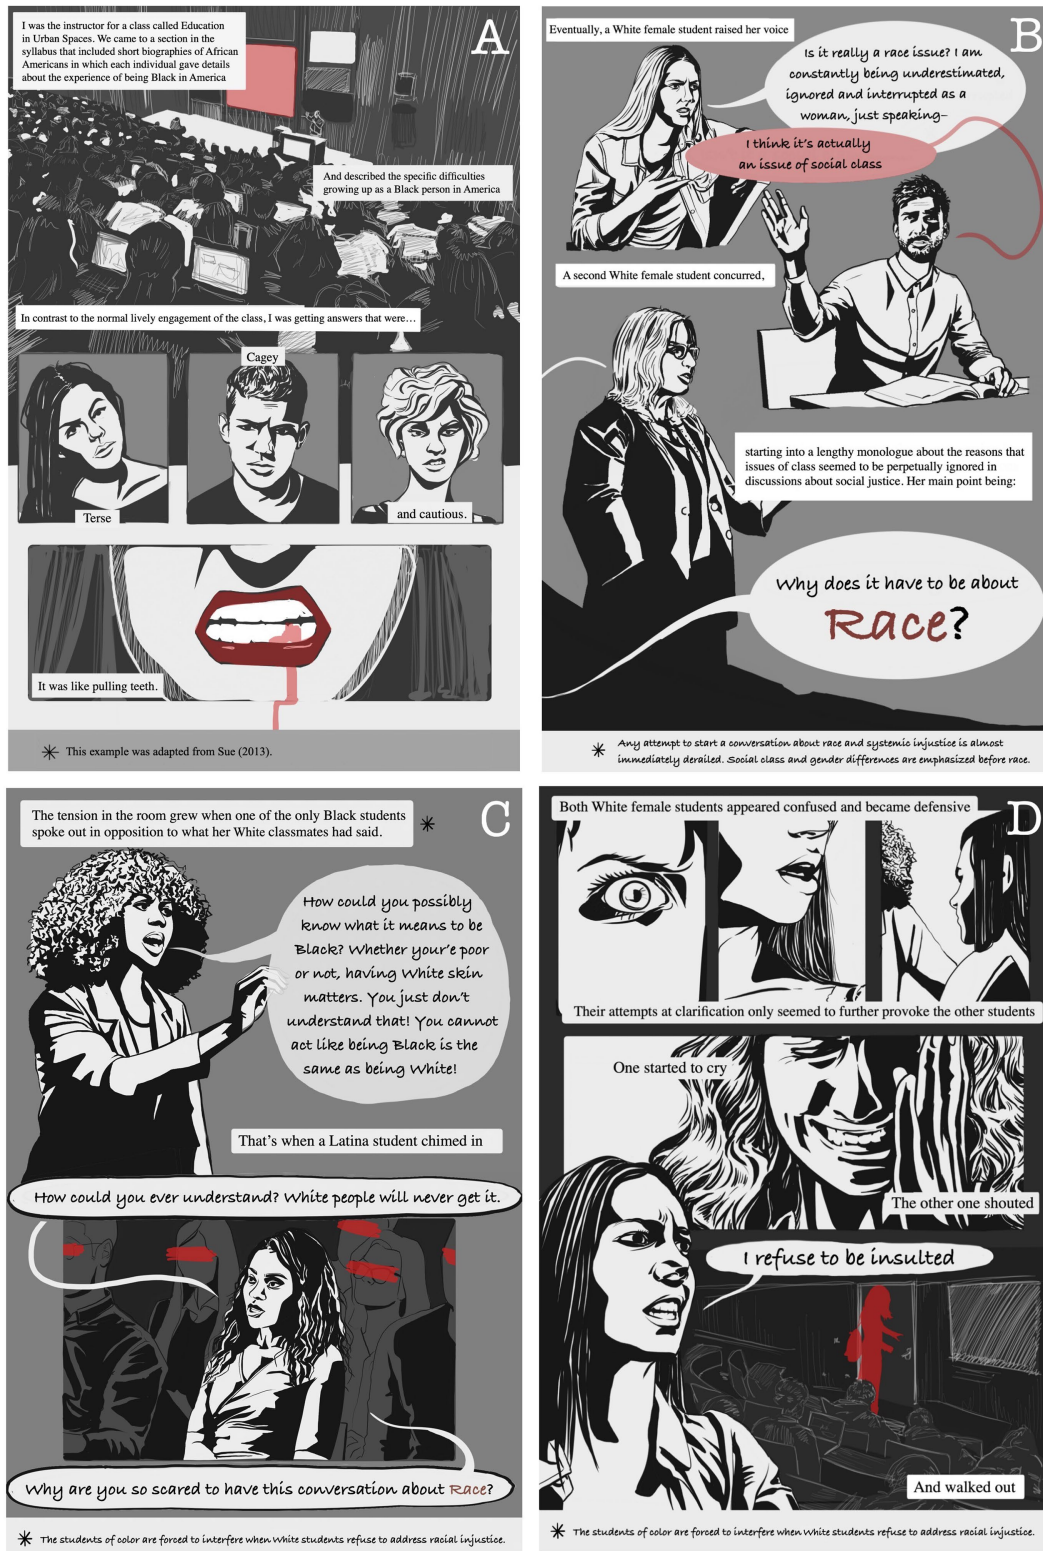 I was the instructor for a class called Education
in Urban Spaces. We came to a section in the
syllabus that included short biographies of African
Americans in which each individual gave details
about the experience of being Black in America
A
And described the specific difficulties
growing up as a Black person in America
In contrast to the normal lively engagement of the class, I was getting answers that were…
Terse
Cagey
and cautious.
It was like pulling teeth.
✳ This example was adapted from Sue (2013).
B
Eventually, a White female student raised her voice
Is it really a race issue? I am
constantly being underestimated,
ignored and interrupted as a
woman, just speaking–
I think it's actually
an issue of social class
A second White female student concurred,
starting into a lengthy monologue about the reasons that
issues of class seemed to be perpetually ignored in
discussions about social justice. Her main point being:
Why does it have to be about
Race?
✳ Any attempt to start a conversation about race and systemic injustice is almost
immediately derailed. Social class and gender differences are emphasized before race.
C
The tension in the room grew when one of the only Black students
spoke out in opposition to what her White classmates had said. ✳
How could you possibly
know what it means to be
Black? Whether your'e poor
or not, having White skin
matters. You just don't
understand that! You cannot
act like being Black is the
same as being White!
That's when a Latina student chimed in
How could you ever understand? White people will never get it.
Why are you so scared to have this conversation about Race?
✳ The students of color are forced to interfere when White students refuse to address racial injustice.
D
Both White female students appeared confused and became defensive
Their attempts at clarification only seemed to further provoke the other students
One started to cry
The other one shouted
I refuse to be insulted
And walked out
✳ The students of color are forced to interfere when White students refuse to address racial injustice.